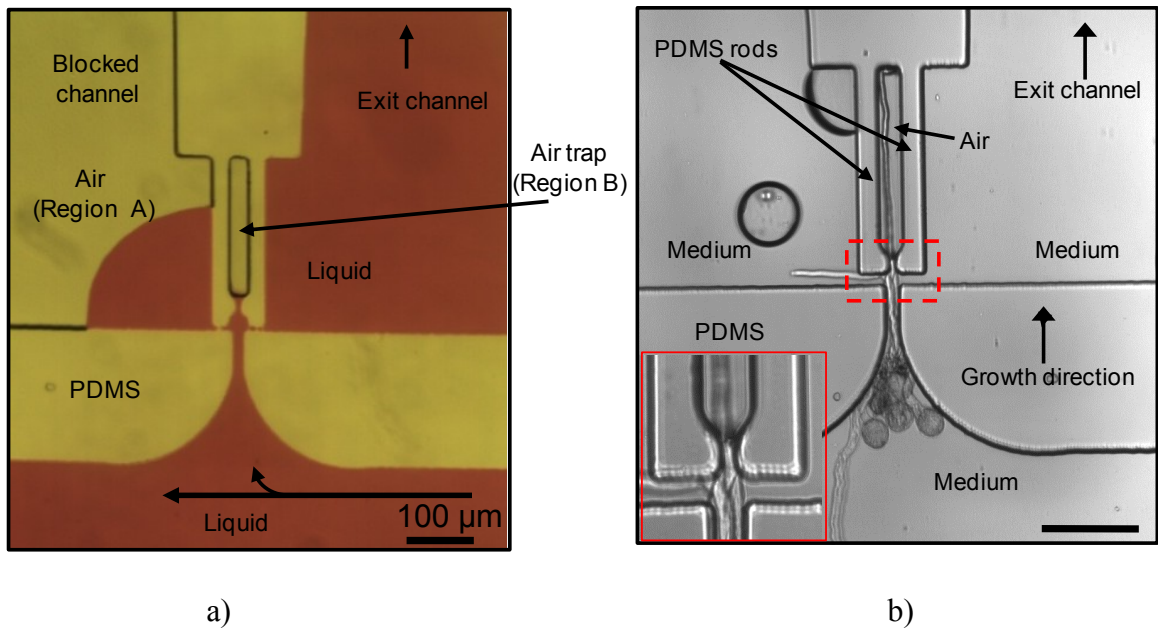 Blocked
channel
Exit channel
Air
(Region A)
Air trap
(Region B)
Liquid
PDMS
Liquid
100 µm
a)
PDMS rods
Exit channel
Air
Medium
Medium
PDMS
Growth direction
Medium
b)